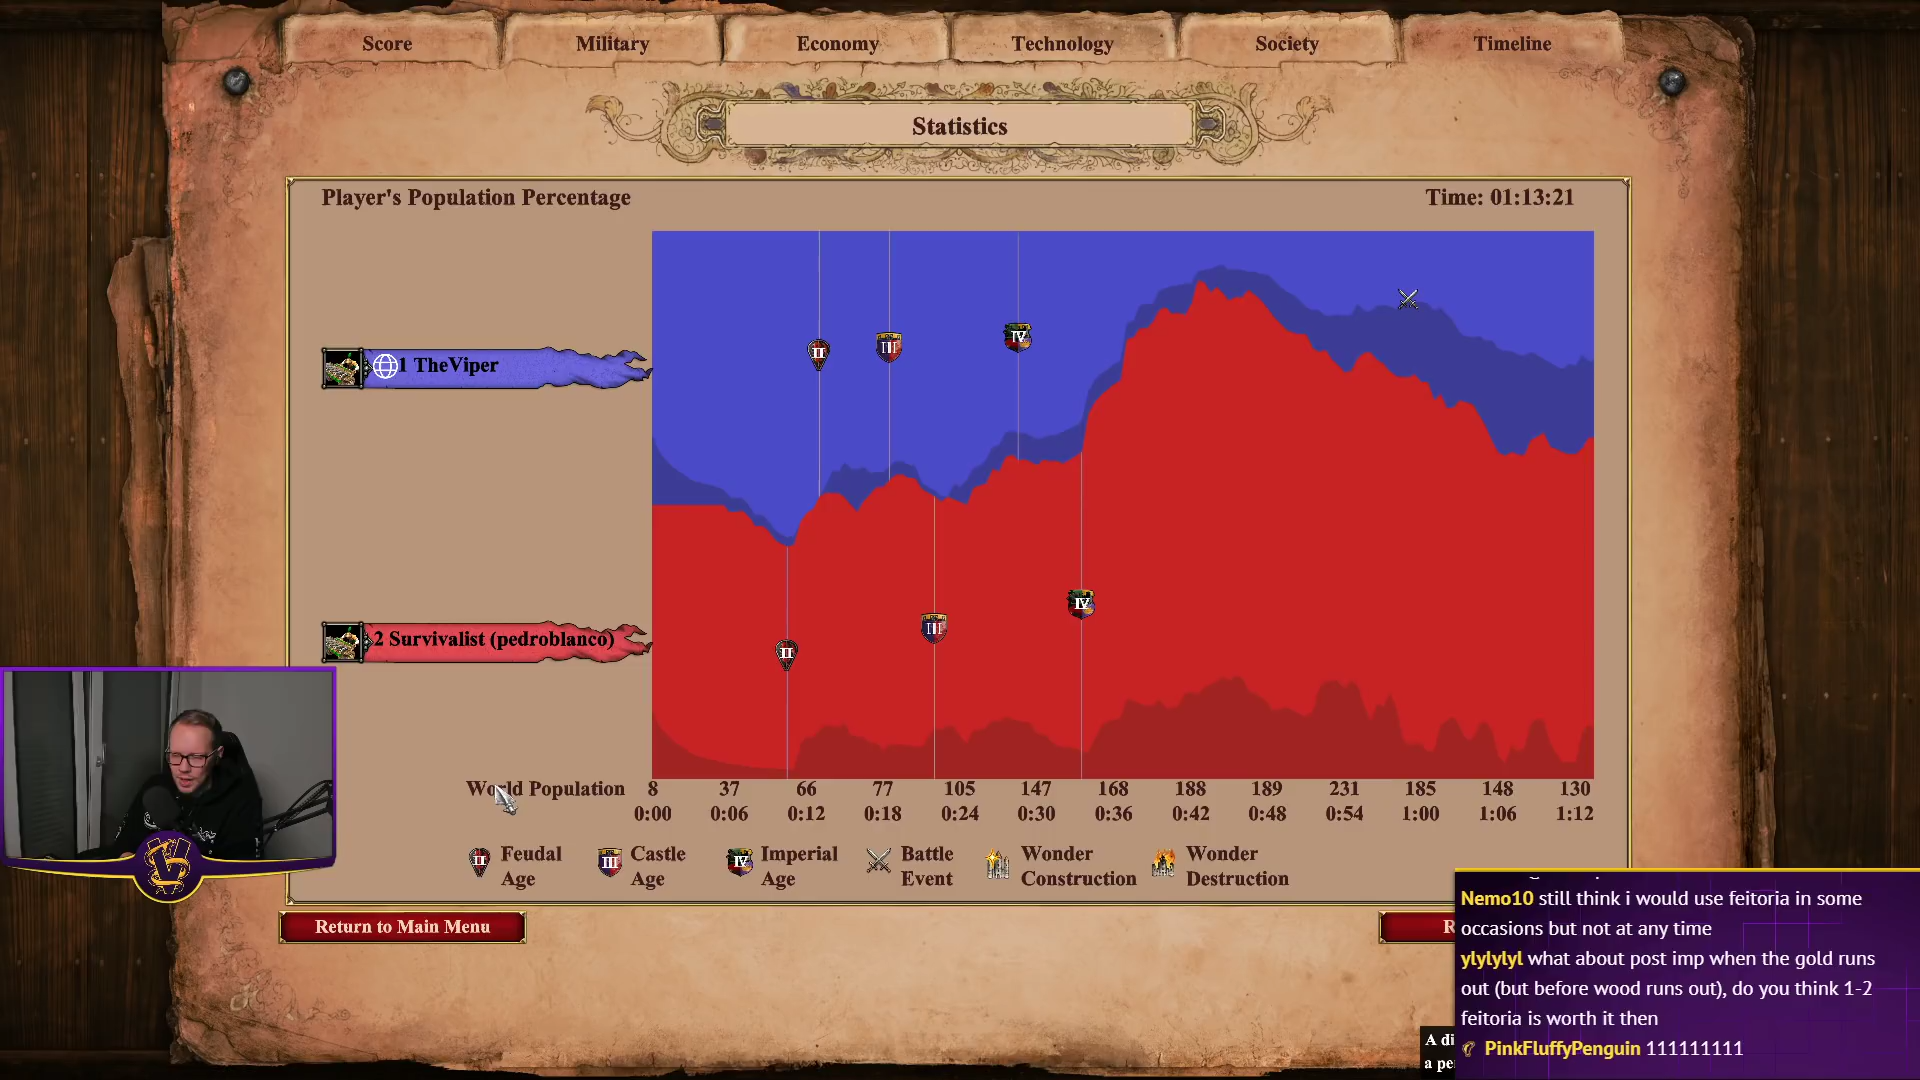 Score Military Economy Technology Society Timeline
Statistics
Player's Population Percentage Time: 01:13:21
II III IV
1 TheViper
2 Survivalist (pedroblanco)
II III IV
World Population 8 37 66 77 105 147 168 188 189 231 185 148 130
0:00 0:06 0:12 0:18 0:24 0:30 0:36 0:42 0:48 0:54 1:00 1:06 1:12
II Feudal Age
III Castle Age
IV Imperial Age
Battle Event
Wonder Construction
Wonder Destruction
Return to Main Menu
R
Nemo10 still think i would use feitoria in some
occasions but not at any time
ylylylyl what about post imp when the gold runs
out (but before wood runs out), do you think 1-2
feitoria is worth it then
PinkFluffyPenguin 111111111
A di
a pe